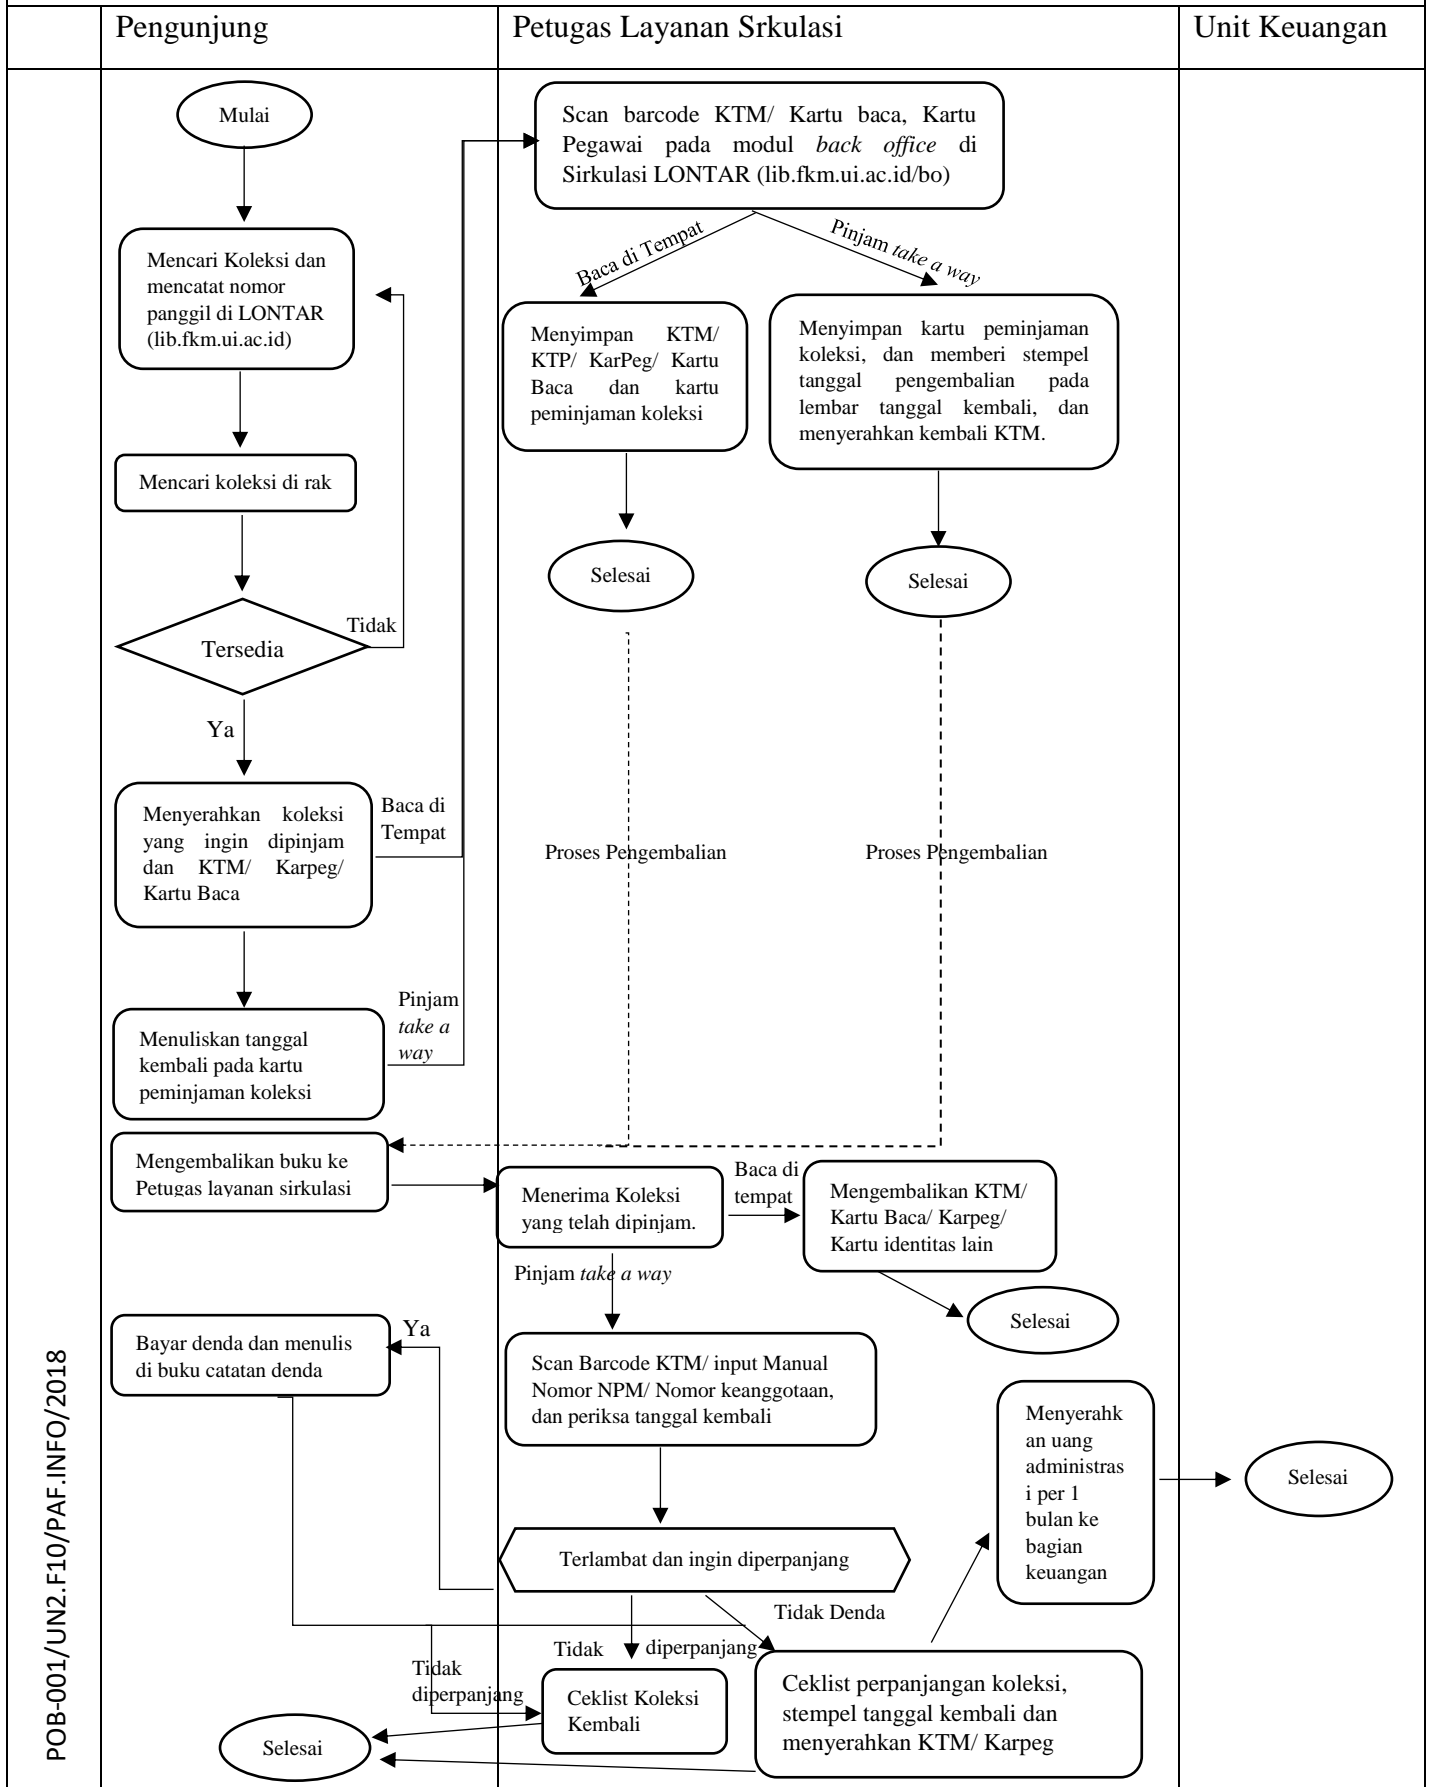 Pengunjung
Petugas Layanan Srkulasi
Unit Keuangan
Mulai
Mencari Koleksi dan
mencatat nomor
panggil di LONTAR
(lib.fkm.ui.ac.id)
Mencari koleksi di rak
Tersedia
Tidak
Ya
Menyerahkan koleksi
yang ingin dipinjam
dan KTM/ Karpeg/
Kartu Baca
Baca di
Tempat
Menuliskan tanggal
kembali pada kartu
peminjaman koleksi
Pinjam
take a
way
Scan barcode KTM/ Kartu baca, Kartu
Pegawai pada modul back office di
Sirkulasi LONTAR (lib.fkm.ui.ac.id/bo)
Baca di Tempat
Pinjam take a way
Menyimpan KTM/
KTP/ KarPeg/ Kartu
Baca dan kartu
peminjaman koleksi
Menyimpan kartu peminjaman
koleksi, dan memberi stempel
tanggal pengembalian pada
lembar tanggal kembali, dan
menyerahkan kembali KTM.
Selesai
Selesai
Proses Pengembalian
Proses Pengembalian
Mengembalikan buku ke
Petugas layanan sirkulasi
Menerima Koleksi
yang telah dipinjam.
Baca di
tempat
Mengembalikan KTM/
Kartu Baca/ Karpeg/
Kartu identitas lain
Selesai
Pinjam take a way
Scan Barcode KTM/ input Manual
Nomor NPM/ Nomor keanggotaan,
dan periksa tanggal kembali
Bayar denda dan menulis
di buku catatan denda
Ya
Terlambat dan ingin diperpanjang
Tidak Denda
Tidak diperpanjang
Tidak
diperpanjang
Ceklist Koleksi
Kembali
Ceklist perpanjangan koleksi,
stempel tanggal kembali dan
menyerahkan KTM/ Karpeg
Menyerahk
an uang
administras
i per 1
bulan ke
bagian
keuangan
Selesai
Selesai
POB-001/UN2.F10/PAF.INFO/2018